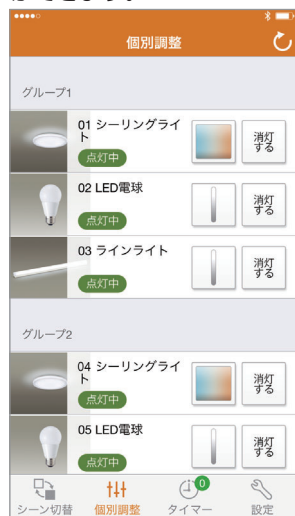 個別調整
グループ1
01 シーリングライ
ト
点灯中
消灯
する
02 LED電球
点灯中
消灯
する
03 ラインライト
点灯中
消灯
する
グループ2
04 シーリングライ
ト
点灯中
消灯
する
05 LED電球
点灯中
消灯
する
0
シーン切替 個別調整 タイマー 設定